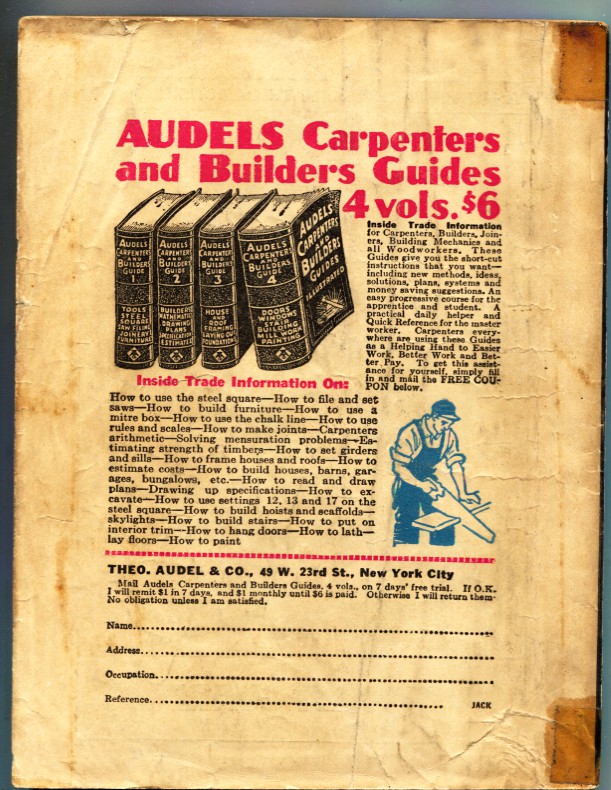 AUDELS Carpenters
and Builders Guides
4 vols. $6
AUDELS
CARPENTERS
AND
BUILDERS
GUIDE
TOOLS
STEEL
SQUARE
SAW FILING
JOINERY
FURNITURE
AUDELS
CARPENTERS
AND
BUILDERS
GUIDE
2
BUILDERS
MATHEMATICS
DRAWING
PLANS
SPECIFICATIONS
ESTIMATES
AUDELS
CARPENTERS
AND
BUILDERS
GUIDE
3
HOUSE
AND
ROOF
FRAMING
LAYING OUT
FOUNDATIONS
AUDELS
CARPENTERS
AND
BUILDERS
GUIDE
4
DOORS
WINDOWS
STAIR
BUILDING
MILLWORK
PAINTING
AUDELS
CARPENTERS
AND
BUILDERS
GUIDES
ILLUSTRATED
Inside Trade Information
for Carpenters, Builders, Join-
ers, Building Mechanics and
all Woodworkers. These
Guides give you the short-cut
instructions that you want—
including new methods, ideas,
solutions, plans, systems and
money saving suggestions. An
easy progressive course for the
apprentice and student. A
practical daily helper and
Quick Reference for the master
worker. Carpenters every-
where are using these Guides
as a Helping Hand to Easier
Work, Better Work and Bet-
ter Pay. To get this assist-
ance for yourself, simply fill
in and mail the FREE COU-
PON below.
Inside Trade Information On:
How to use the steel square—How to file and set
saws—How to build furniture—How to use a
mitre box—How to use the chalk line—How to use
rules and scales—How to make joints—Carpenters
arithmetic—Solving mensuration problems—Es-
timating strength of timbers—How to set girders
and sills—How to frame houses and roofs—How to
estimate costs—How to build houses, barns, gar-
ages, bungalows, etc.—How to read and draw
plans—Drawing up specifications—How to ex-
cavate—How to use settings 12, 13 and 17 on the
steel square—How to build hoists and scaffolds—
skylights—How to build stairs—How to put on
interior trim—How to hang doors—How to lath—
lay floors—How to paint
THEO. AUDEL & CO., 49 W. 23rd St., New York City
Mail Audels Carpenters and Builders Guides, 4 vols., on 7 days' free trial. If O.K.
I will remit $1 in 7 days, and $1 monthly until $6 is paid. Otherwise I will return them.
No obligation unless I am satisfied.
Name
Address
Occupation
Reference
JACK